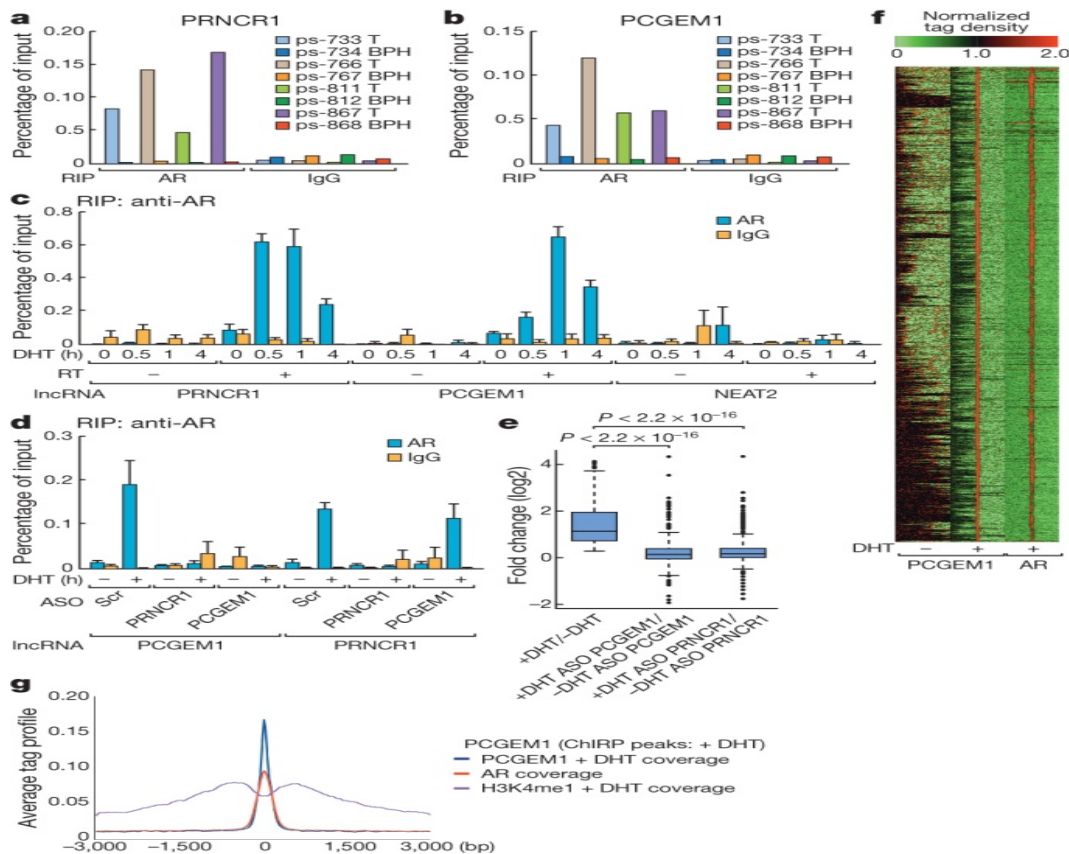 a
PRNCR1
Percentage of input
0.20
0.15
0.10
0.5
0
ps-733 T
ps-734 BPH
ps-766 T
ps-767 BPH
ps-811 T
ps-812 BPH
ps-867 T
ps-868 BPH
RIP AR IgG
b
PCGEM1
Percentage of input
0.15
0.10
0.5
0
ps-733 T
ps-734 BPH
ps-766 T
ps-767 BPH
ps-811 T
ps-812 BPH
ps-867 T
ps-868 BPH
RIP AR IgG
c RIP: anti-AR
Percentage of input
0.8
0.6
0.4
0.2
0
AR
IgG
DHT (h) 0 0.5 1 4 0 0.5 1 4 0 0.5 1 4 0 0.5 1 4 0 0.5 1 4 0 0.5 1 4
RT − + − + − +
lncRNA PRNCR1 PCGEM1 NEAT2
d RIP: anti-AR
Percentage of input
0.3
0.2
0.1
0
AR
IgG
DHT (h) − + − + − + − + − + − +
ASO Scr PRNCR1 PCGEM1 Scr PRNCR1 PCGEM1
lncRNA PCGEM1 PRNCR1
e
P < 2.2 × 10−16
P < 2.2 × 10−16
Fold change (log2)
4
2
0
−2
+DHT/−DHT
+DHT ASO PCGEM1/
−DHT ASO PCGEM1
+DHT ASO PRNCR1/
−DHT ASO PRNCR1
f
Normalized
tag density
0 1.0 2.0
DHT − + +
PCGEM1 AR
g
Average tag profile
0.20
0.15
0.10
0.05
0
−3,000 −1,500 0 1,500 3,000 (bp)
PCGEM1 (ChIRP peaks: + DHT)
PCGEM1 + DHT coverage
AR coverage
H3K4me1 + DHT coverage